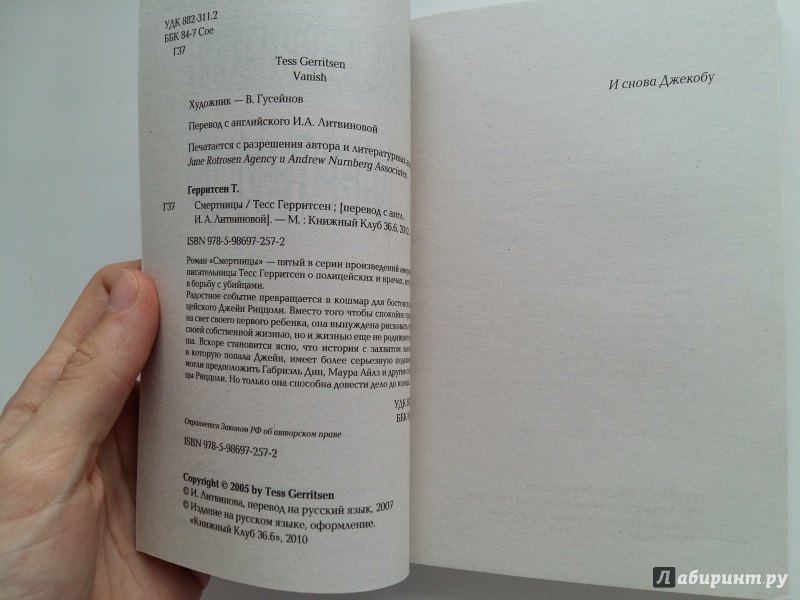 УДК 882-311.2
ББК 84-7 Сое
Г37
Tess Gerritsen
Vanish
Художник — В. Гусейнов
Перевод с английского И.А. Литвиновой
Печатается с разрешения автора и литературных
Jane Rotrosen Agency и Andrew Nurnberg Associates.
Герритсен Т.
Г37 Смертницы / Тесс Герритсен ; [перевод с англ.
И. А. Литвиновой]. — М. : Книжный Клуб 36.6, 2012
ISBN 978-5-98697-257-2
Роман «Смертницы» — пятый в серии произведений
писательницы Тесс Герритсен о полицейских и врачах,
в борьбу с убийцами.
Радостное событие превращается в кошмар для
цейского Джейн Риццоли. Вместо того чтобы спокойно
на свет своего первого ребенка, она вынуждена рисковать
своей собственной жизнью, но и жизнью еще не
ша. Вскоре становится ясно, что история с захватом
в которую попала Джейн, имеет более серьезную
могли предположить Габриэль Дин, Маура Айлз и другие
цы Риццоли. Но только она способна довести дело до конца.
УДК
ББК
Охраняется Законом РФ об авторском праве
ISBN 978-5-98697-257-2
Copyright © 2005 by Tess Gerritsen
© И. Литвинова, перевод на русский язык, 2007
© Издание на русском языке, оформление.
«Книжный Клуб 36.6», 2010
И снова Джекобу
Лабиринт.ру